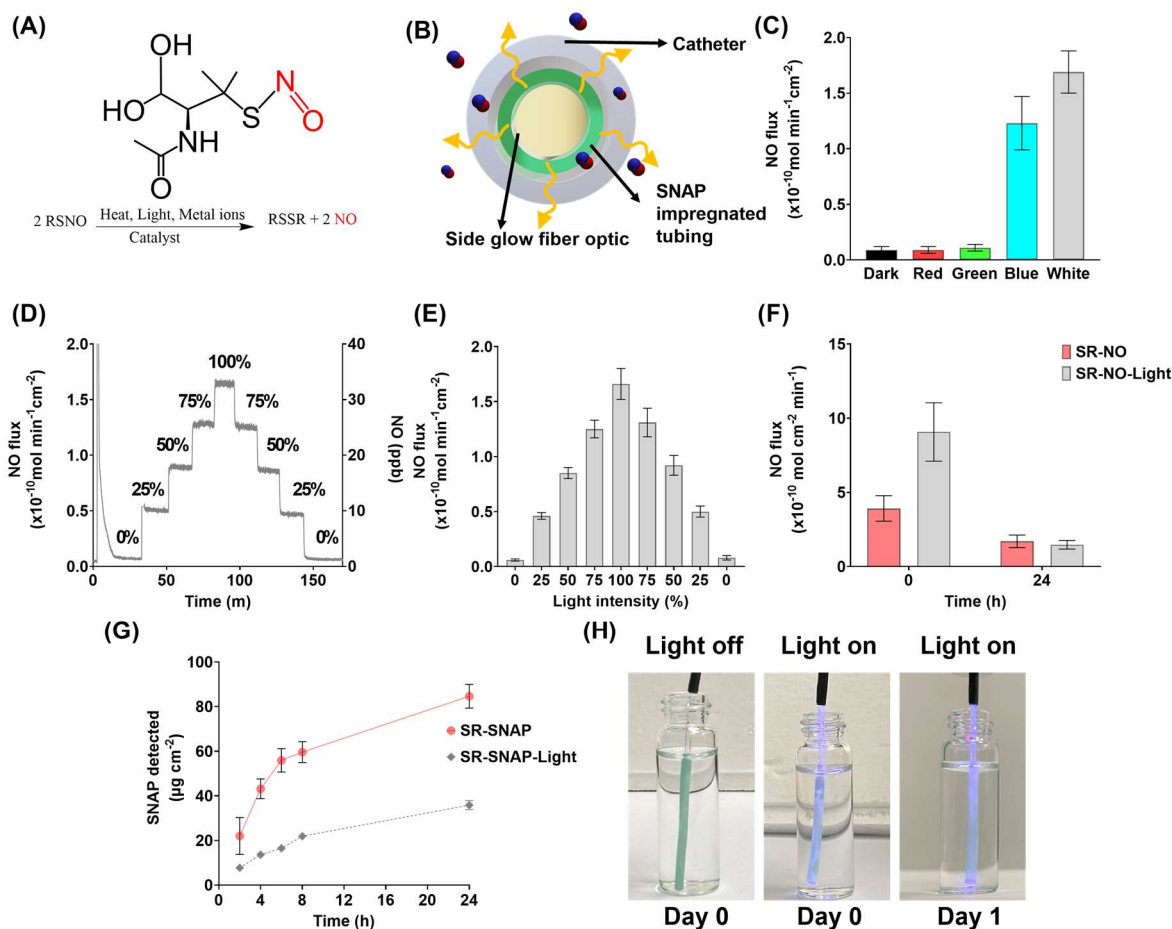 (A)
OH
HO
NH
O
S
N
O
2 RSNO
Heat, Light, Metal ions
Catalyst
RSSR + 2 NO
(B)
Catheter
SNAP
impregnated
tubing
Side glow fiber optic
(C)
NO flux
(x10⁻¹⁰mol min⁻¹cm⁻²)
2.0
1.5
1.0
0.5
0.0
Dark Red Green Blue White
(D)
NO flux
(x10⁻¹⁰mol min⁻¹cm⁻²)
2.0
1.5
1.0
0.5
0.0
0% 25% 50% 75% 100% 75% 50% 25% 0%
40
30
20
10
0
NO (ppb)
0 50 100 150
Time (m)
(E)
NO flux
(x10⁻¹⁰mol min⁻¹cm⁻²)
2.0
1.5
1.0
0.5
0.0
0 25 50 75 100 75 50 25 0
Light intensity (%)
(F)
NO flux
(x10⁻¹⁰ mol cm⁻² min⁻¹)
15
10
5
0
SR-NO
SR-NO-Light
0 24
Time (h)
(G)
SNAP detected
(µg cm⁻²)
100
80
60
40
20
0
SR-SNAP
SR-SNAP-Light
0 4 8 12 16 20 24
Time (h)
(H)
Light off Light on Light on
Day 0 Day 0 Day 1